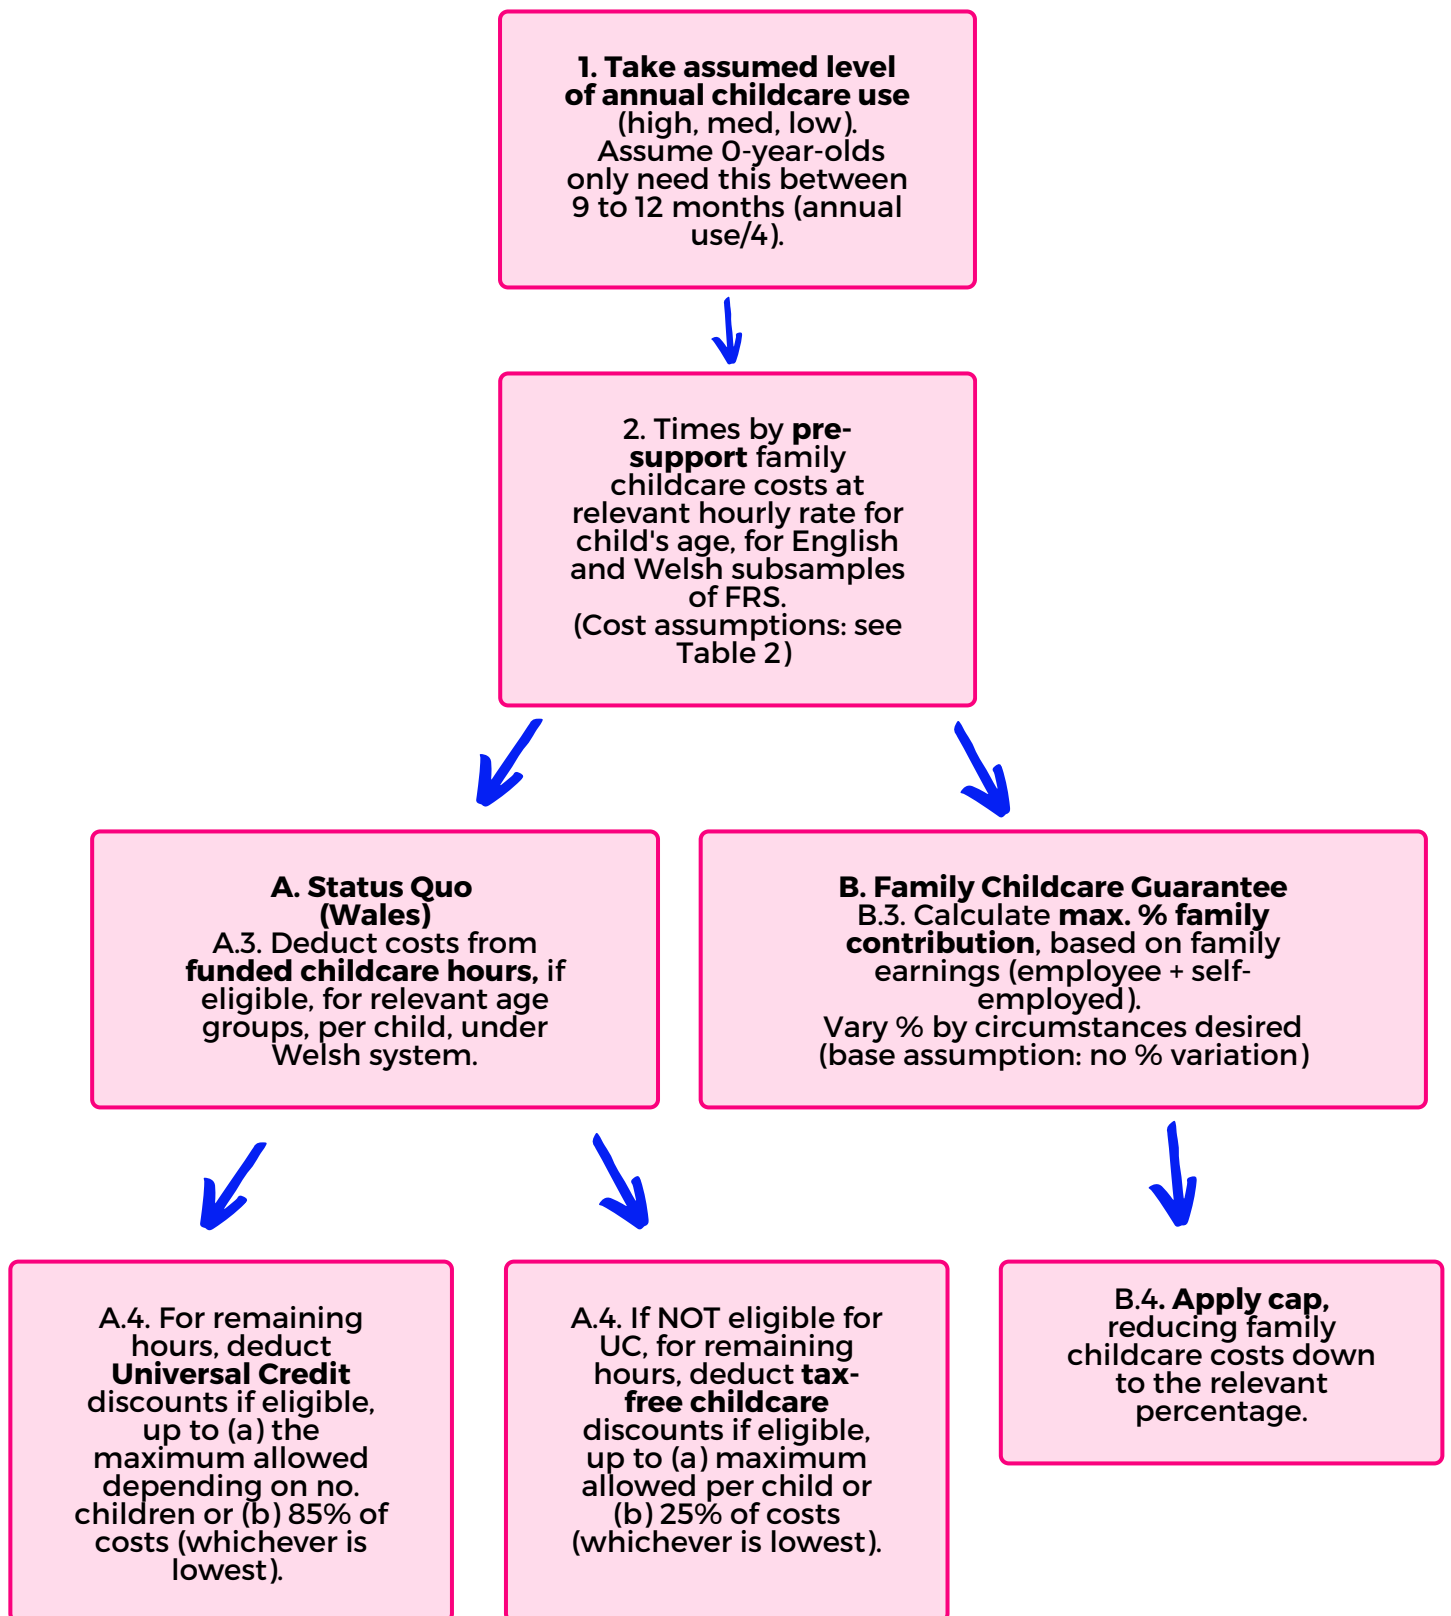 1. Take assumed level
of annual childcare use
(high, med, low).
Assume 0-year-olds
only need this between
9 to 12 months (annual
use/4).
2. Times by pre-
support family
childcare costs at
relevant hourly rate for
child's age, for English
and Welsh subsamples
of FRS.
(Cost assumptions: see
Table 2)
A. Status Quo
(Wales)
A.3. Deduct costs from
funded childcare hours, if
eligible, for relevant age
groups, per child, under
Welsh system.
B. Family Childcare Guarantee
B.3. Calculate max. % family
contribution, based on family
earnings (employee + self-
employed).
Vary % by circumstances desired
(base assumption: no % variation)
A.4. For remaining
hours, deduct
Universal Credit
discounts if eligible,
up to (a) the
maximum allowed
depending on no.
children or (b) 85% of
costs (whichever is
lowest).
A.4. If NOT eligible for
UC, for remaining
hours, deduct tax-
free childcare
discounts if eligible,
up to (a) maximum
allowed per child or
(b) 25% of costs
(whichever is lowest).
B.4. Apply cap,
reducing family
childcare costs down
to the relevant
percentage.